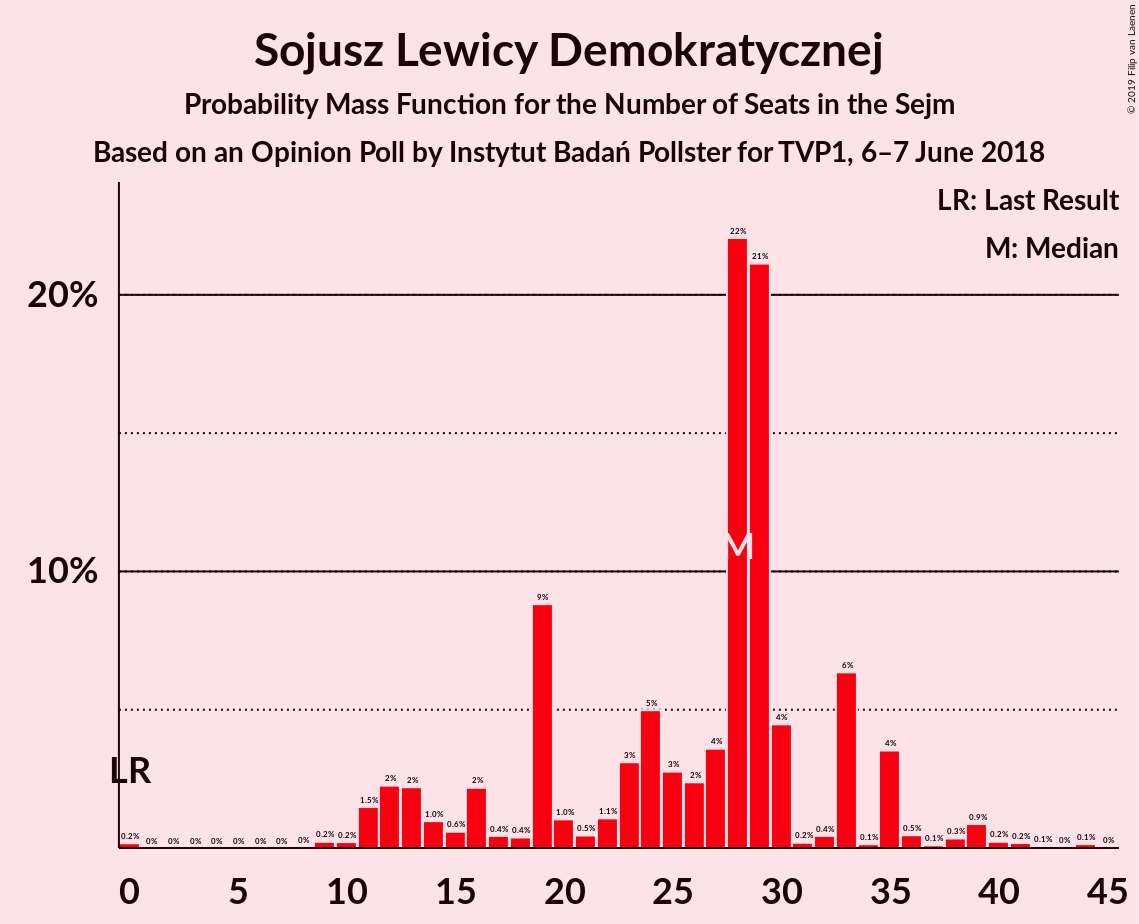 Sojusz Lewicy Demokratycznej
Probability Mass Function for the Number of Seats in the Sejm
Based on an Opinion Poll by Instytut Badań Pollster for TVP1, 6–7 June 2018
© 2019 Filip van Laenen
LR: Last Result
M: Median
20%
10%
LR
M
0.2% 0% 0% 0% 0% 0% 0% 0% 0% 0.2% 0.2% 1.5% 2% 2% 1.0% 0.6% 2% 0.4% 0.4% 9% 1.0% 0.5% 1.1% 3% 5% 3% 2% 4% 22% 21% 4% 0.2% 0.4% 6% 0.1% 4% 0.5% 0.1% 0.3% 0.9% 0.2% 0.2% 0.1% 0% 0.1% 0%
0 5 10 15 20 25 30 35 40 45